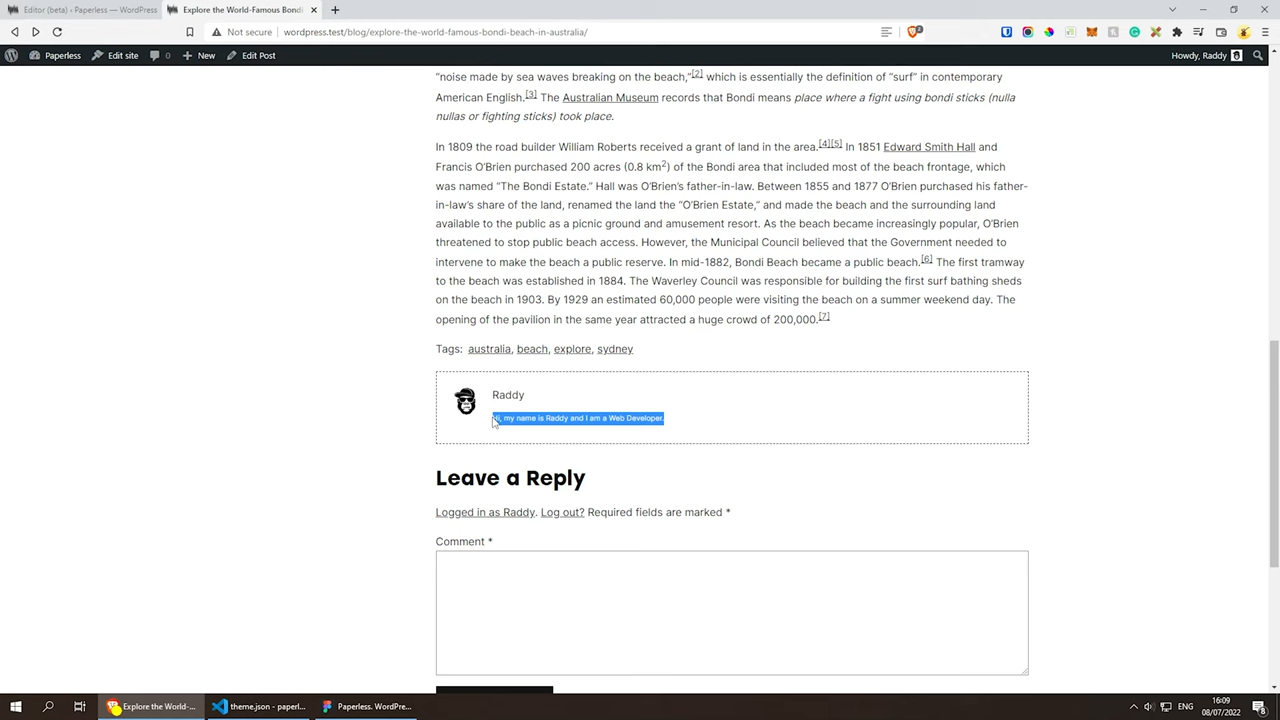 Editor (beta) ‹ Paperless — WordPress
Explore the World-Famous Bondi
Not secure
wordpress.test/blog/explore-the-world-famous-bondi-beach-in-australia/
Paperless
Edit site
0
New
Edit Post
Howdy, Raddy
“noise made by sea waves breaking on the beach,”[2] which is essentially the definition of “surf” in contemporary
American English.[3] The Australian Museum records that Bondi means place where a fight using bondi sticks (nulla
nullas or fighting sticks) took place.
In 1809 the road builder William Roberts received a grant of land in the area.[4][5] In 1851 Edward Smith Hall and
Francis O’Brien purchased 200 acres (0.8 km2) of the Bondi area that included most of the beach frontage, which
was named “The Bondi Estate.” Hall was O’Brien’s father-in-law. Between 1855 and 1877 O’Brien purchased his father-
in-law’s share of the land, renamed the land the “O’Brien Estate,” and made the beach and the surrounding land
available to the public as a picnic ground and amusement resort. As the beach became increasingly popular, O’Brien
threatened to stop public beach access. However, the Municipal Council believed that the Government needed to
intervene to make the beach a public reserve. In mid-1882, Bondi Beach became a public beach.[6] The first tramway
to the beach was established in 1884. The Waverley Council was responsible for building the first surf bathing sheds
on the beach in 1903. By 1929 an estimated 60,000 people were visiting the beach on a summer weekend day. The
opening of the pavilion in the same year attracted a huge crowd of 200,000.[7]
Tags: australia, beach, explore, sydney
Raddy
Hi, my name is Raddy and I am a Web Developer.
Leave a Reply
Logged in as Raddy. Log out? Required fields are marked *
Comment *
Explore the World-...
theme.json - paperl...
Paperless. WordPre...
ENG
16:09
08/07/2022